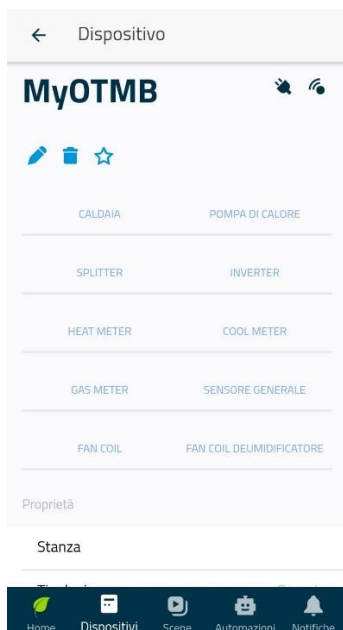 Dispositivo
MyOTMB
CALDAIA POMPA DI CALORE
SPLITTER INVERTER
HEAT METER COOL METER
GAS METER SENSORE GENERALE
FAN COIL FAN COIL DEUMIDIFICATORE
Proprietà
Stanza
Home Dispositivi Scene Automazioni Notifiche